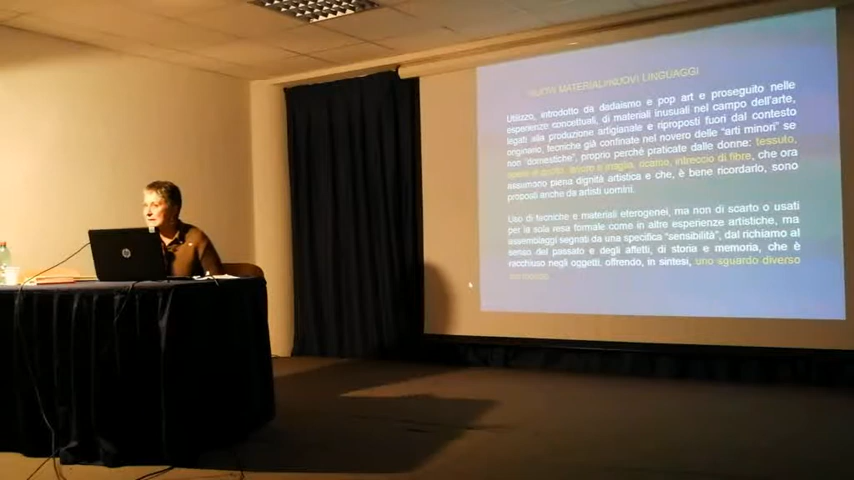 NUOVI MATERIALI/NUOVI LINGUAGGI
Utilizzo, introdotto da dadaismo e pop art e proseguito nelle
esperienze concettuali, di materiali inusuali nel campo dell'arte,
legati alla produzione artigianale e riproposti fuori dal contesto
originario, tecniche già confinate nel novero delle "arti minori" se
non "domestiche", proprio perché praticate dalle donne: tessuto,
opere di cucito, lavoro a maglia, ricamo, intreccio di fibre, che ora
assumono piena dignità artistica e che, è bene ricordarlo, sono
proposti anche da artisti uomini.
Uso di tecniche e materiali eterogenei, ma non di scarto o usati
per la sola resa formale come in altre esperienze artistiche, ma
assemblaggi segnati da una specifica "sensibilità", dal richiamo al
senso del passato e degli affetti, di storia e memoria, che è
racchiuso negli oggetti, offrendo, in sintesi, uno sguardo diverso